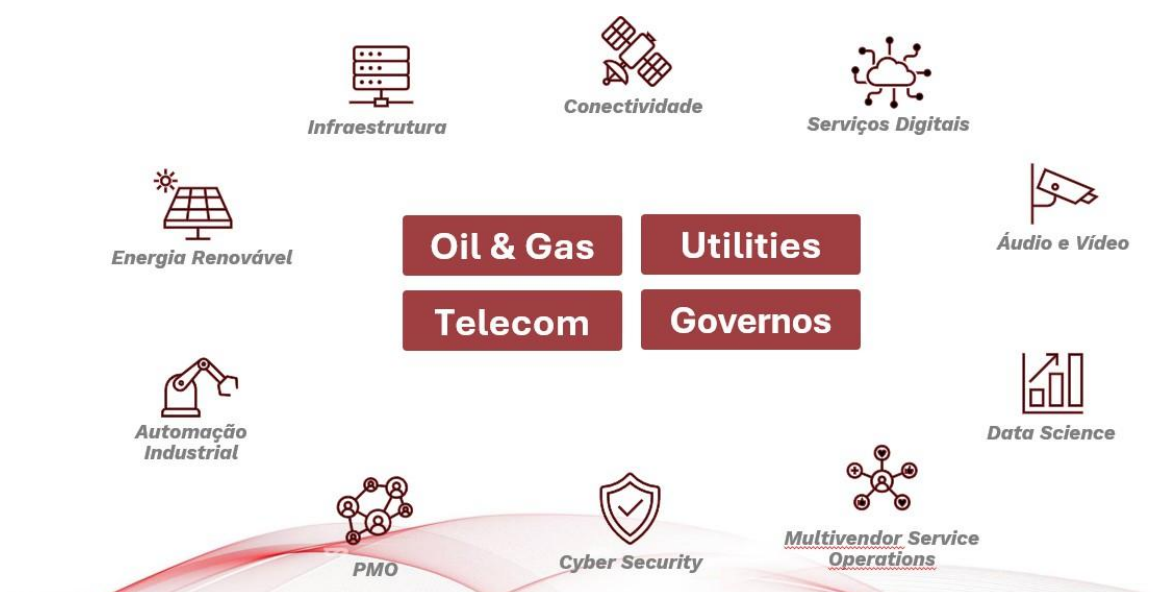 Conectividade
Infraestrutura
Serviços Digitais
Energia Renovável
Áudio e Vídeo
Oil & Gas
Utilities
Telecom
Governos
Automação
Industrial
Data Science
PMO
Cyber Security
Multivendor Service
Operations